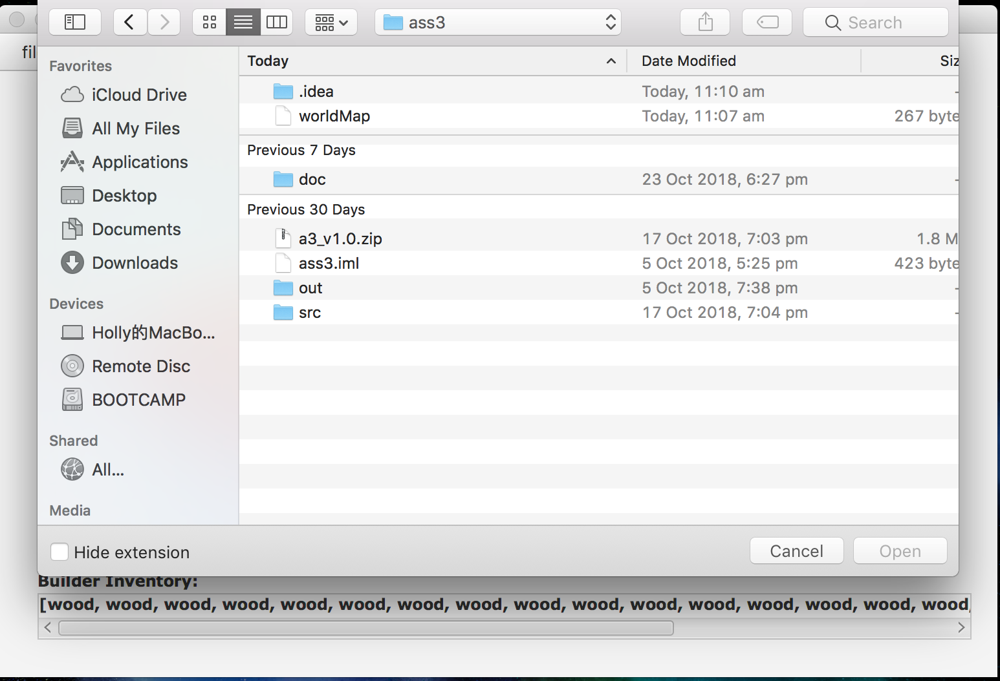 ass3
Search
fil
Favorites
iCloud Drive
All My Files
Applications
Desktop
Documents
Downloads
Devices
Holly的MacBo...
Remote Disc
BOOTCAMP
Shared
All...
Media
Today Date Modified Siz
.idea Today, 11:10 am -
worldMap Today, 11:07 am 267 byte
Previous 7 Days
doc 23 Oct 2018, 6:27 pm -
Previous 30 Days
a3_v1.0.zip 17 Oct 2018, 7:03 pm 1.8 M
ass3.iml 5 Oct 2018, 5:25 pm 423 byte
out 5 Oct 2018, 7:38 pm -
src 17 Oct 2018, 7:04 pm -
Hide extension
Cancel
Open
Builder Inventory:
[wood, wood, wood, wood, wood, wood, wood, wood, wood, wood, wood, wood, wood, wood, wood, wood,